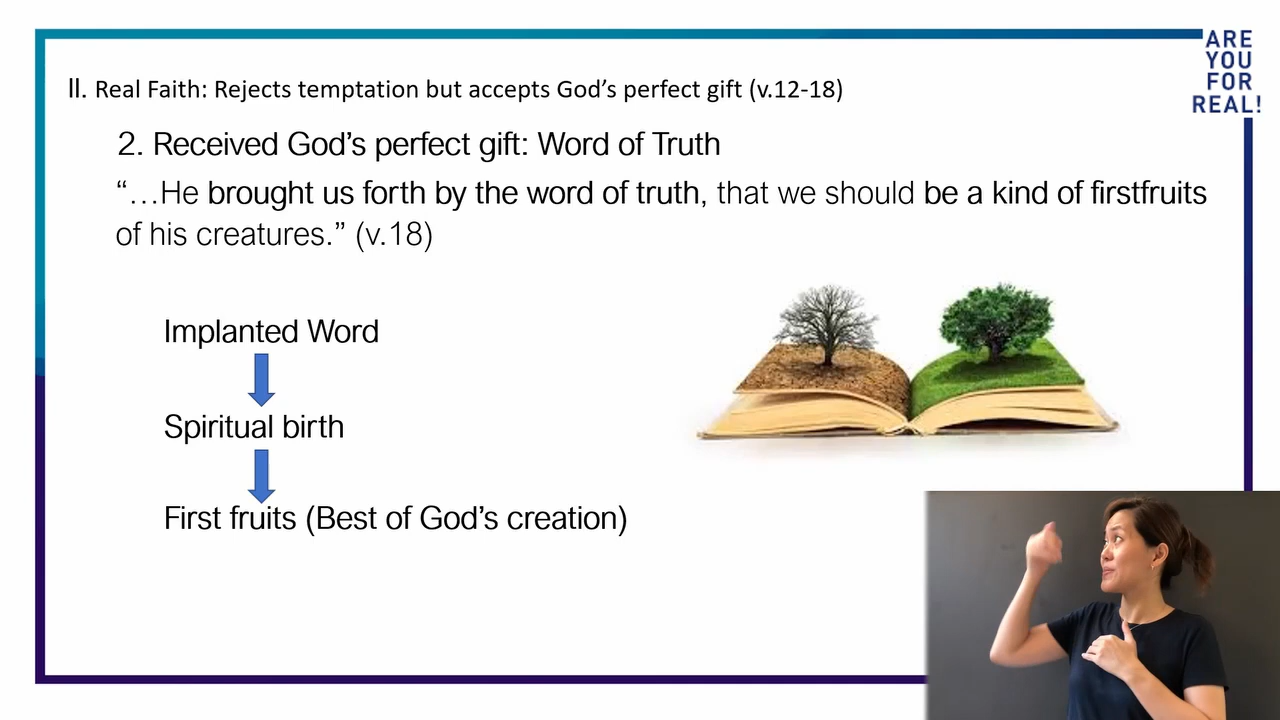 ARE
YOU
FOR
REAL!
II. Real Faith: Rejects temptation but accepts God’s perfect gift (v.12-18)
2. Received God’s perfect gift: Word of Truth
“…He brought us forth by the word of truth, that we should be a kind of firstfruits
of his creatures.” (v.18)
Implanted Word
Spiritual birth
First fruits (Best of God’s creation)